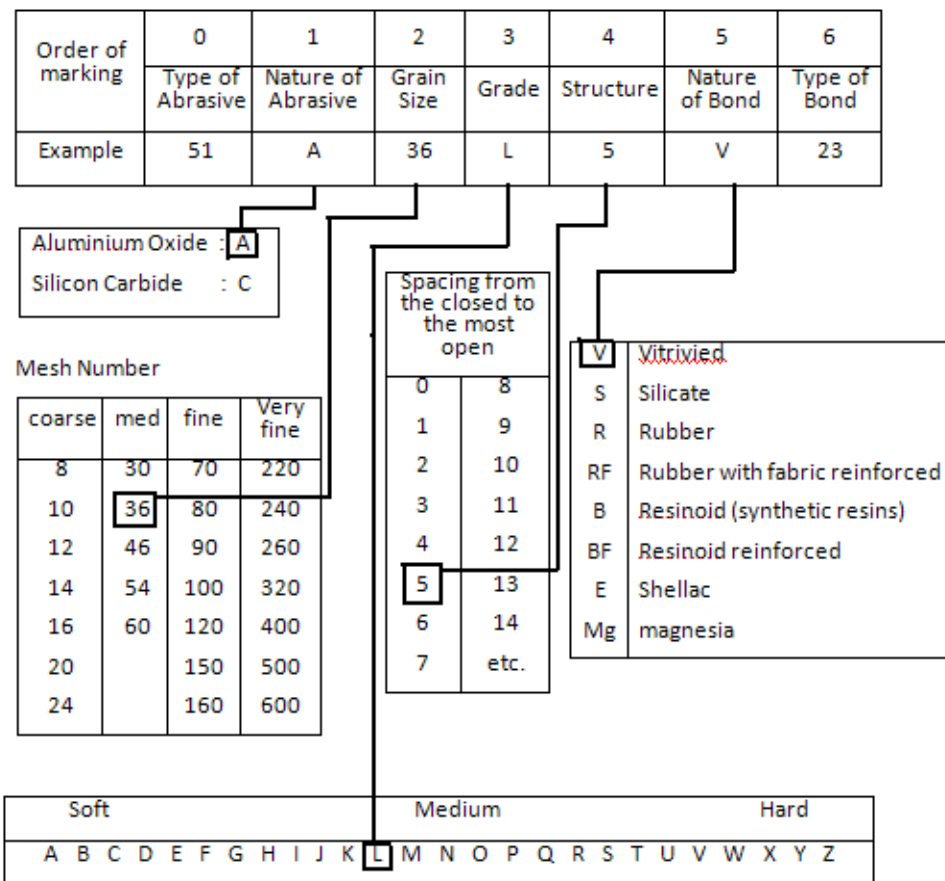 Order of marking 0 1 2 3 4 5 6
Type of Abrasive Nature of Abrasive Grain Size Grade Structure Nature of Bond Type of Bond
Example 51 A 36 L 5 V 23
Aluminium Oxide : A
Silicon Carbide : C
Mesh Number
coarse med fine Very fine
8 30 70 220
10 36 80 240
12 46 90 260
14 54 100 320
16 60 120 400
20 150 500
24 160 600
Spacing from
the closed to
the most
open
0 8
1 9
2 10
3 11
4 12
5 13
6 14
7 etc.
V Vitrivied
S Silicate
R Rubber
RF Rubber with fabric reinforced
B Resinoid (synthetic resins)
BF Resinoid reinforced
E Shellac
Mg magnesia
Soft Medium Hard
A B C D E F G H I J K L M N O P Q R S T U V W X Y Z